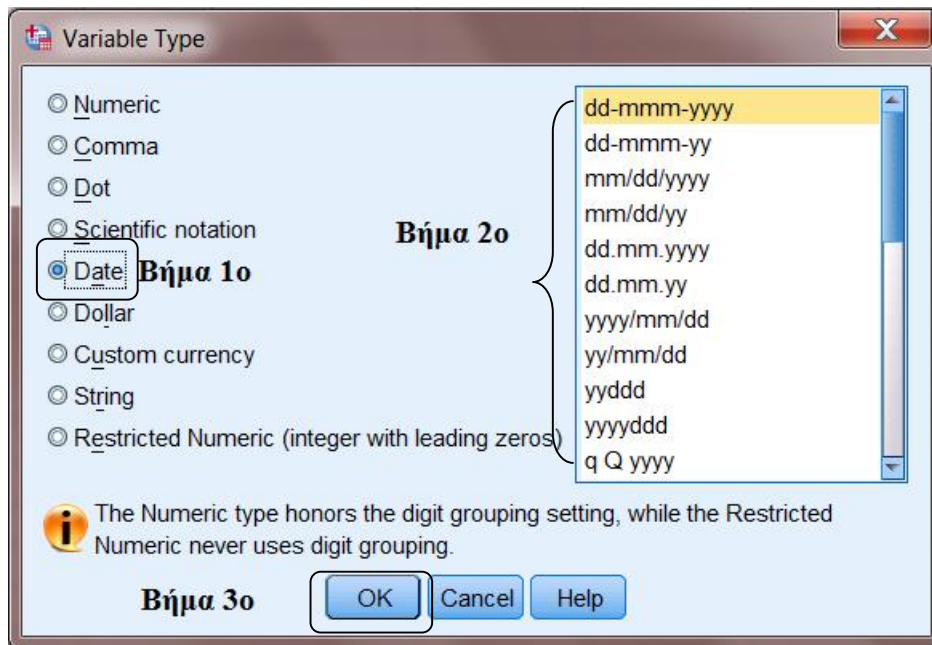 Variable Type
Numeric
Comma
Dot
Scientific notation
Βήμα 2ο
Date
Βήμα 1ο
Dollar
Custom currency
String
Restricted Numeric (integer with leading zeros)
dd-mmm-yyyy
dd-mmm-yy
mm/dd/yyyy
mm/dd/yy
dd.mm.yyyy
dd.mm.yy
yyyy/mm/dd
yy/mm/dd
yyddd
yyyyddd
q Q yyyy
The Numeric type honors the digit grouping setting, while the Restricted
Numeric never uses digit grouping.
Βήμα 3ο
OK
Cancel
Help